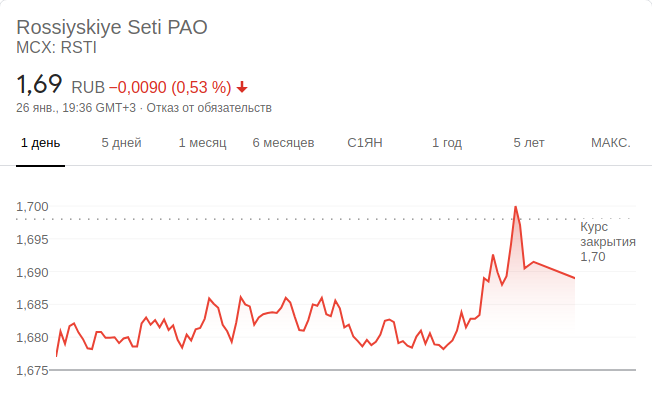 Rossiyskiye Seti PAO
MCX: RSTI
1,69 RUB −0,0090 (0,53 %)
26 янв., 19:36 GMT+3 · Отказ от обязательств
1 день 5 дней 1 месяц 6 месяцев С1ЯН 1 год 5 лет МАКС.
1,700
Курс
закрытия
1,70
1,695
1,690
1,685
1,680
1,675